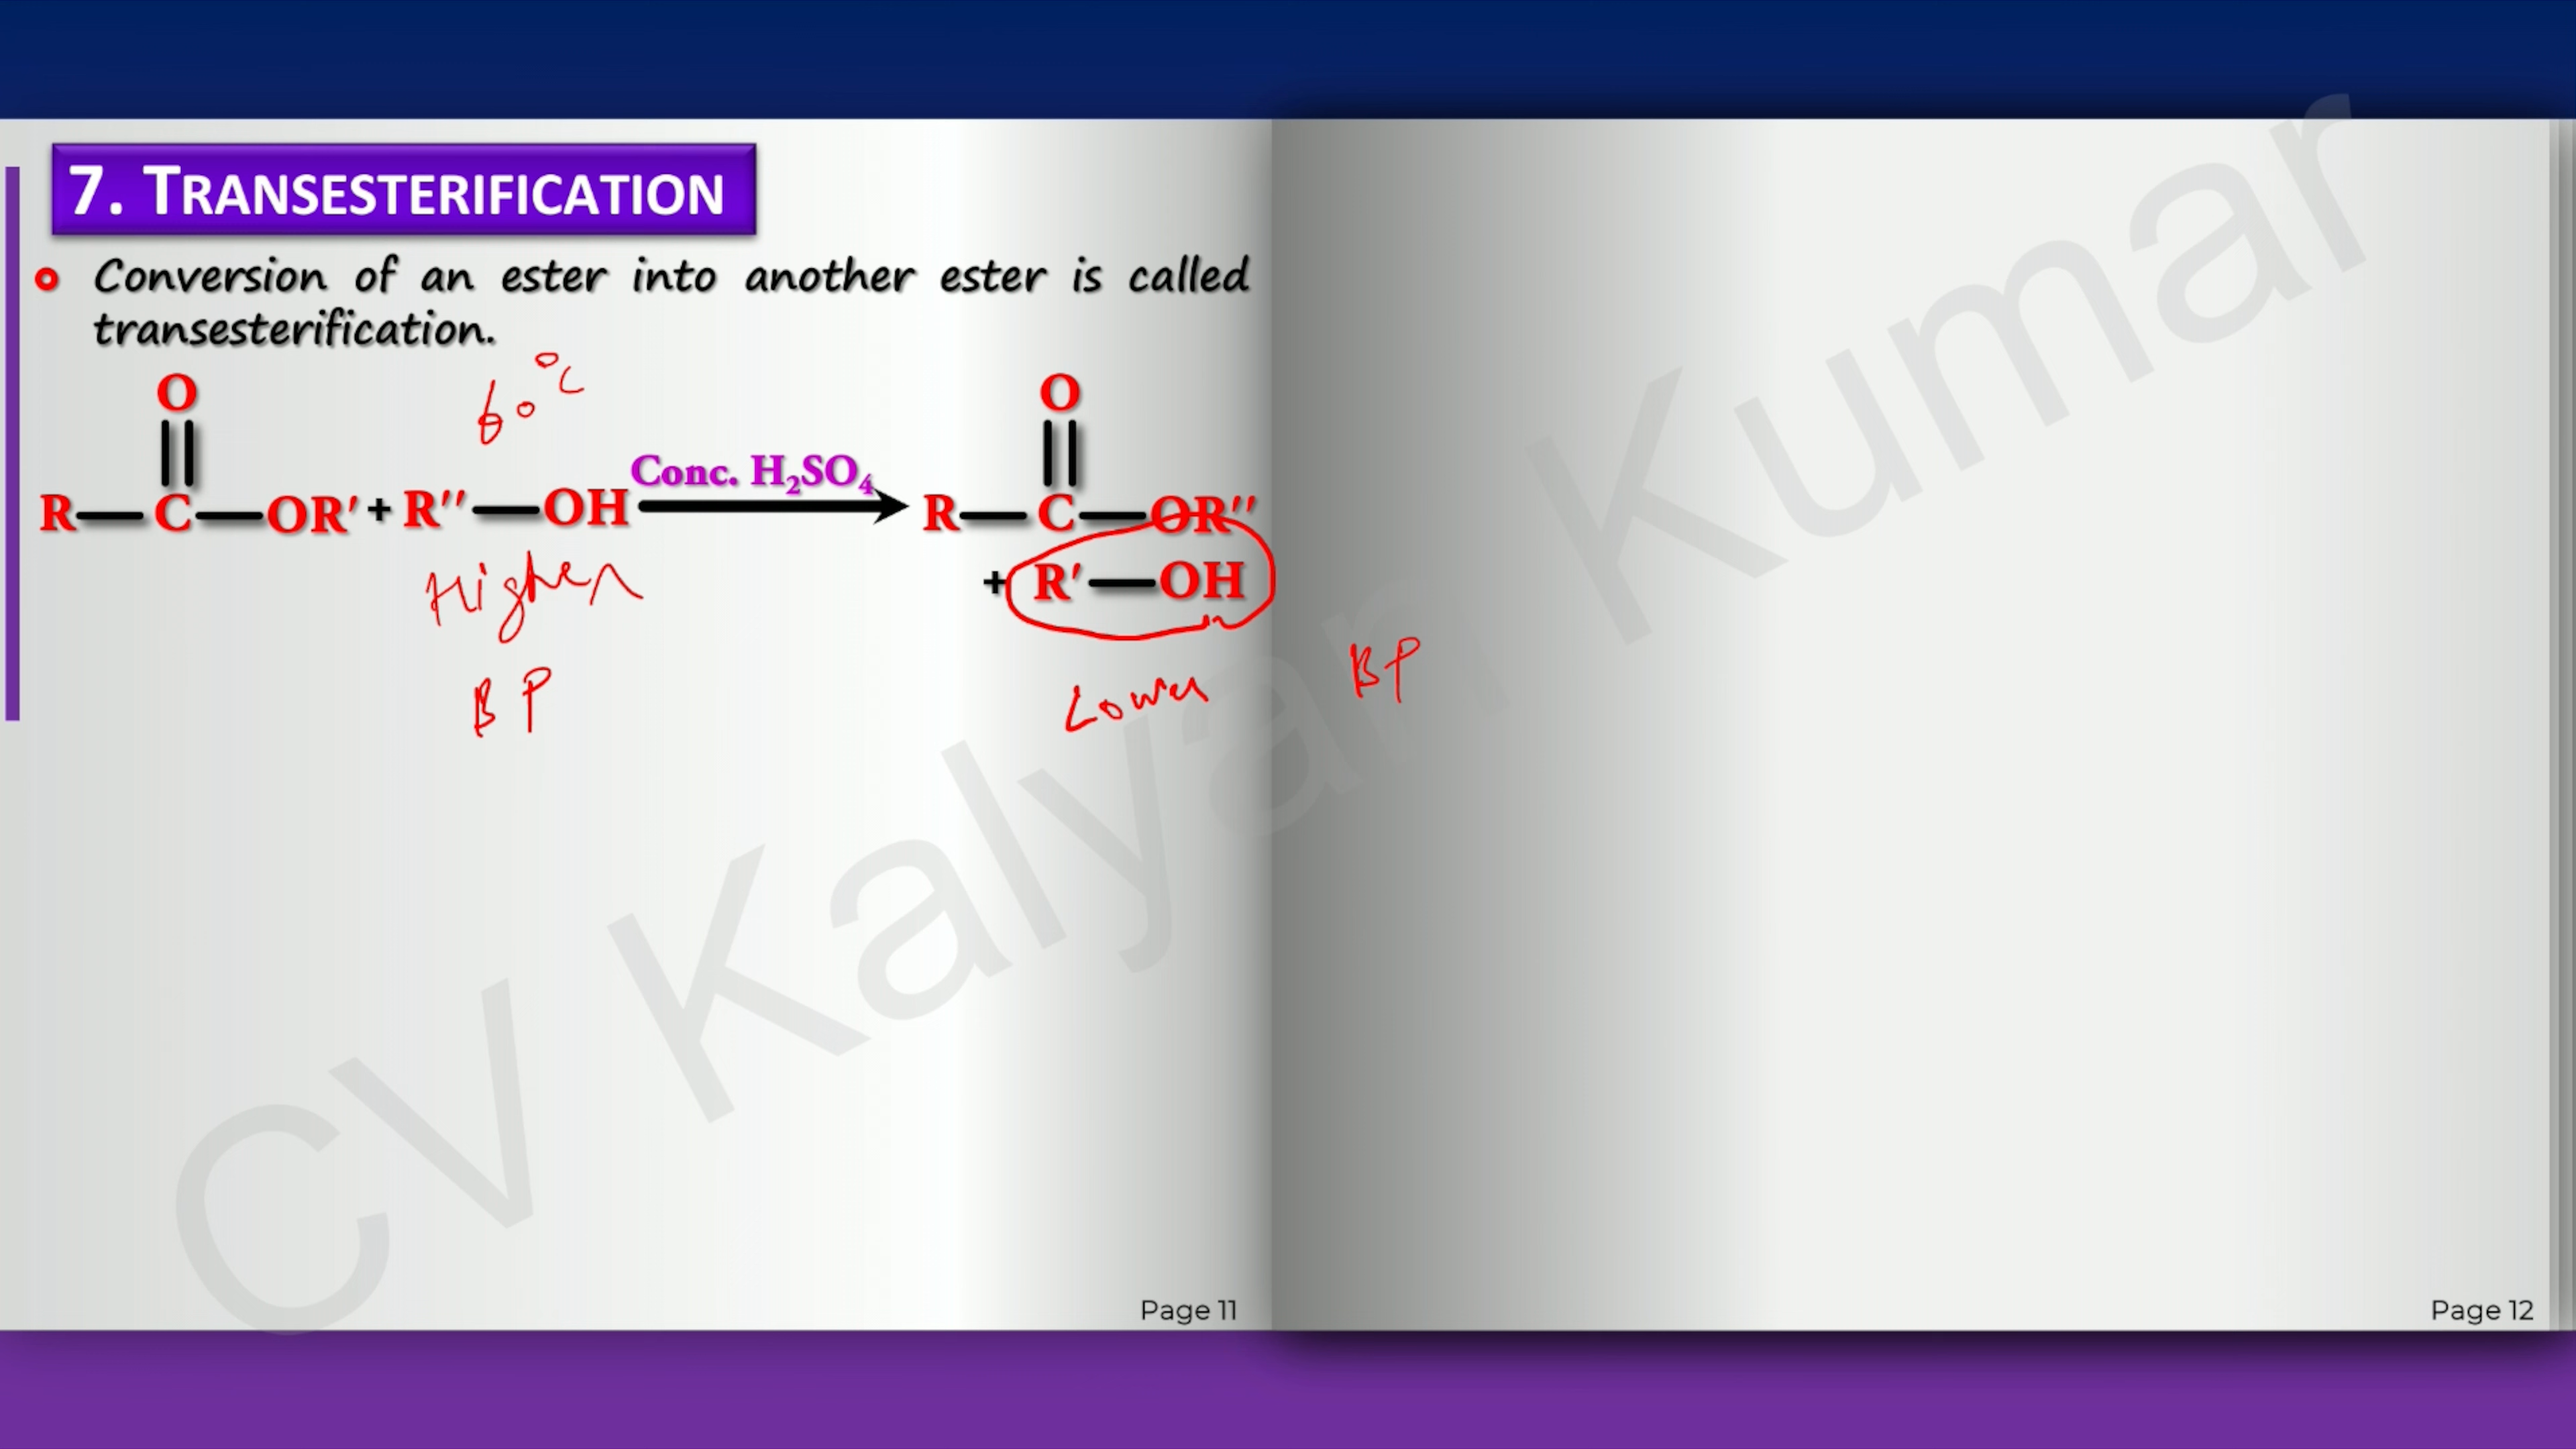 7. TRANSESTERIFICATION
Conversion of an ester into another ester is called
transesterification.
60°C
O
O
Conc. H₂SO₄
R—C—OR' + R''—OH
R—C—OR''
+ R'—OH
Higher
BP
Lower BP
CV Kalyan Kumar
Page 11
Page 12